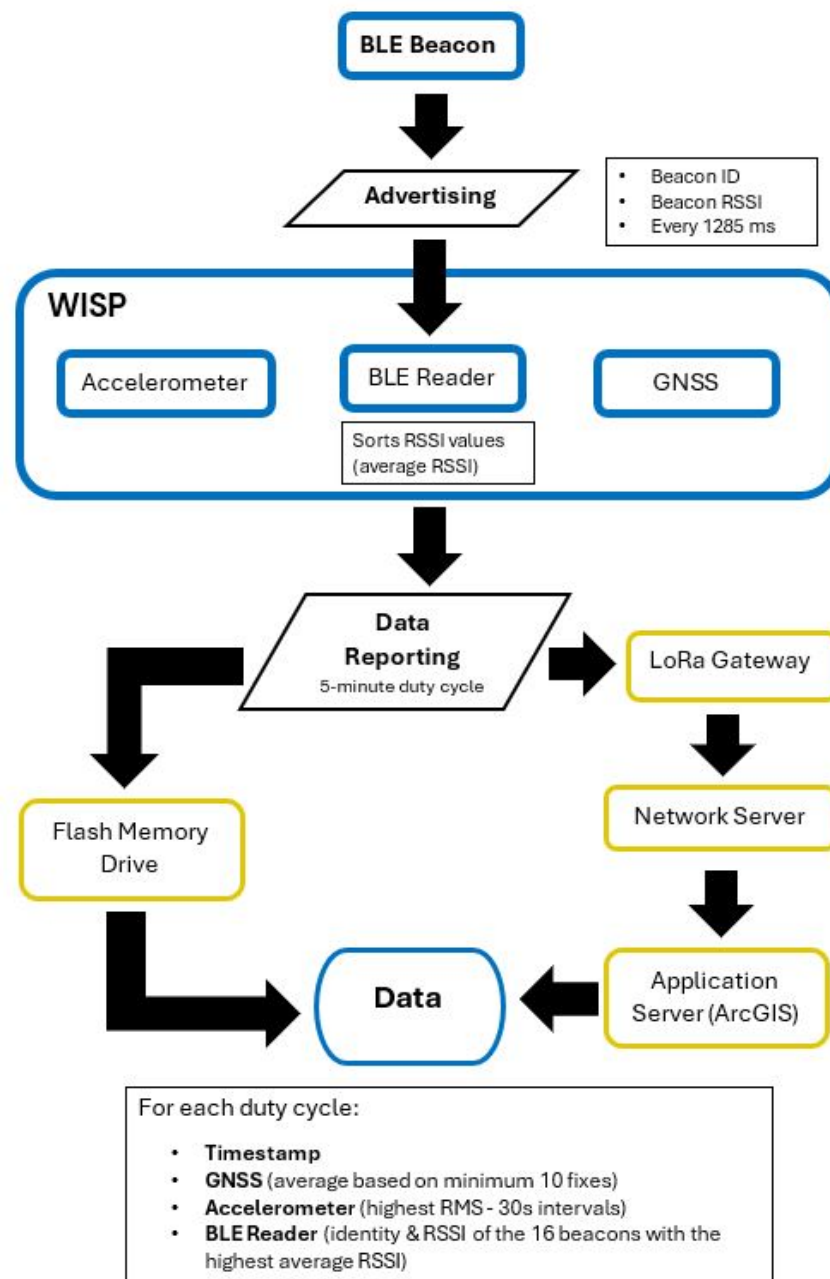 BLE Beacon
Advertising
• Beacon ID
• Beacon RSSI
• Every 1285 ms
WISP
Accelerometer
BLE Reader
GNSS
Sorts RSSI values
(average RSSI)
Data
Reporting
5-minute duty cycle
LoRa Gateway
Flash Memory
Drive
Network Server
Data
Application
Server (ArcGIS)
For each duty cycle:
• Timestamp
• GNSS (average based on minimum 10 fixes)
• Accelerometer (highest RMS - 30s intervals)
• BLE Reader (identity & RSSI of the 16 beacons with the
highest average RSSI)